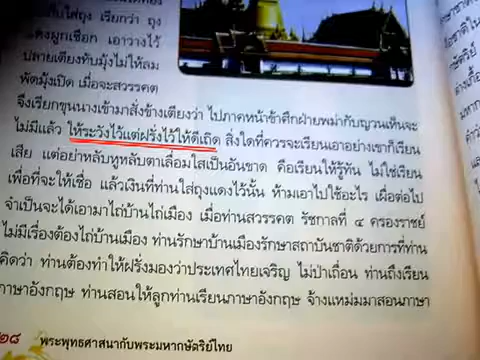 กันใส่ถุง เรียกว่า ถุง
แดงผูกเชือก เอาวางไว้
ปลายเตียงทับมุ้งไม่ให้ลม
พัดมุ้งเปิด เมื่อจะสวรรคต
จึงเรียกขุนนางเข้ามาสั่งข้างเตียงว่า ไปภาคหน้าข้าศึกฝ่ายพม่ากับญวนเห็นจะ
ไม่มีแล้ว ให้ระวังไว้แต่ฝรั่งไว้ให้ดีเถิด สิ่งใดที่ควรจะเรียนเอาอย่างเขาก็เรียน
เสีย แต่อย่าหลับหูหลับตาเลื่อมใสเป็นอันขาด คือเรียนให้รู้ทัน ไม่ใช่เรียน
เพื่อที่จะให้เชื่อ แล้วเงินที่ท่านใส่ถุงแดงไว้นั้น ห้ามเอาไปใช้อะไร เผื่อต่อไป
จำเป็นจะได้เอามาไถ่บ้านไถ่เมือง เมื่อท่านสวรรคต รัชกาลที่ ๔ ครองราชย์
ไม่มีเรื่องต้องไถ่บ้านเมือง ท่านรักษาบ้านเมืองรักษาสถาบันชาติด้วยการที่ท่าน
คิดว่า ท่านต้องทำให้ฝรั่งมองว่าประเทศไทยเจริญ ไม่ป่าเถื่อน ท่านถึงเรียน
ภาษาอังกฤษ ท่านสอนให้ลูกท่านเรียนภาษาอังกฤษ จ้างแหม่มมาสอนภาษา
๒๘ พระพุทธศาสนากับพระมหากษัตริย์ไทย